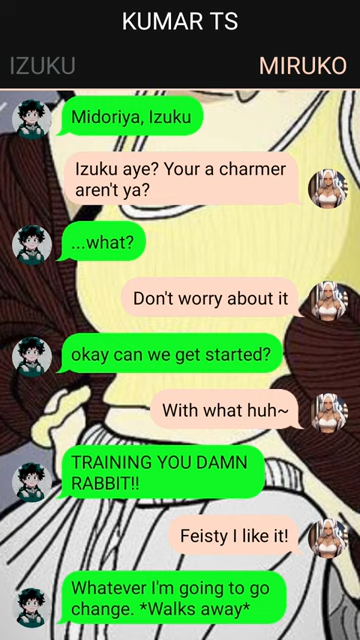 KUMAR TS
IZUKU
MIRUKO
Midoriya, Izuku
Izuku aye? Your a charmer
aren't ya?
...what?
Don't worry about it
okay can we get started?
With what huh~
TRAINING YOU DAMN
RABBIT!!
Feisty I like it!
Whatever I'm going to go
change. *Walks away*